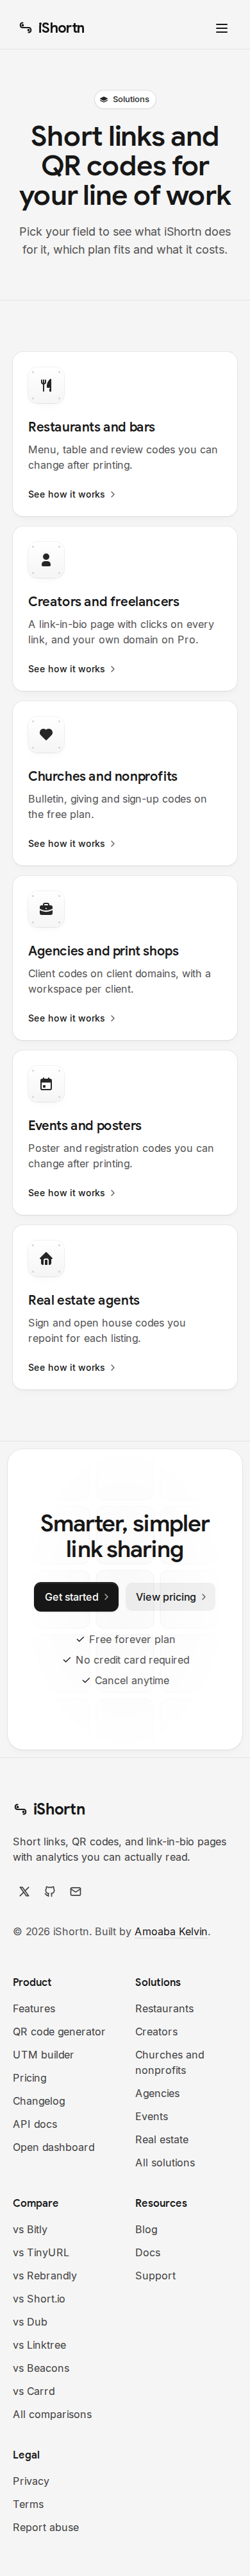 iShortn
Solutions
Short links and
QR codes for
your line of work
Pick your field to see what iShortn does
for it, which plan fits and what it costs.
Restaurants and bars
Menu, table and review codes you can
change after printing.
See how it works
Creators and freelancers
A link-in-bio page with clicks on every
link, and your own domain on Pro.
See how it works
Churches and nonprofits
Bulletin, giving and sign-up codes on
the free plan.
See how it works
Agencies and print shops
Client codes on client domains, with a
workspace per client.
See how it works
Events and posters
Poster and registration codes you can
change after printing.
See how it works
Real estate agents
Sign and open house codes you
repoint for each listing.
See how it works
Smarter, simpler
link sharing
Get started
View pricing
Free forever plan
No credit card required
Cancel anytime
iShortn
Short links, QR codes, and link-in-bio pages
with analytics you can actually read.
© 2026 iShortn. Built by Amoaba Kelvin.
Product
Features
QR code generator
UTM builder
Pricing
Changelog
API docs
Open dashboard
Solutions
Restaurants
Creators
Churches and
nonprofits
Agencies
Events
Real estate
All solutions
Compare
vs Bitly
vs TinyURL
vs Rebrandly
vs Short.io
vs Dub
vs Linktree
vs Beacons
vs Carrd
All comparisons
Resources
Blog
Docs
Support
Legal
Privacy
Terms
Report abuse